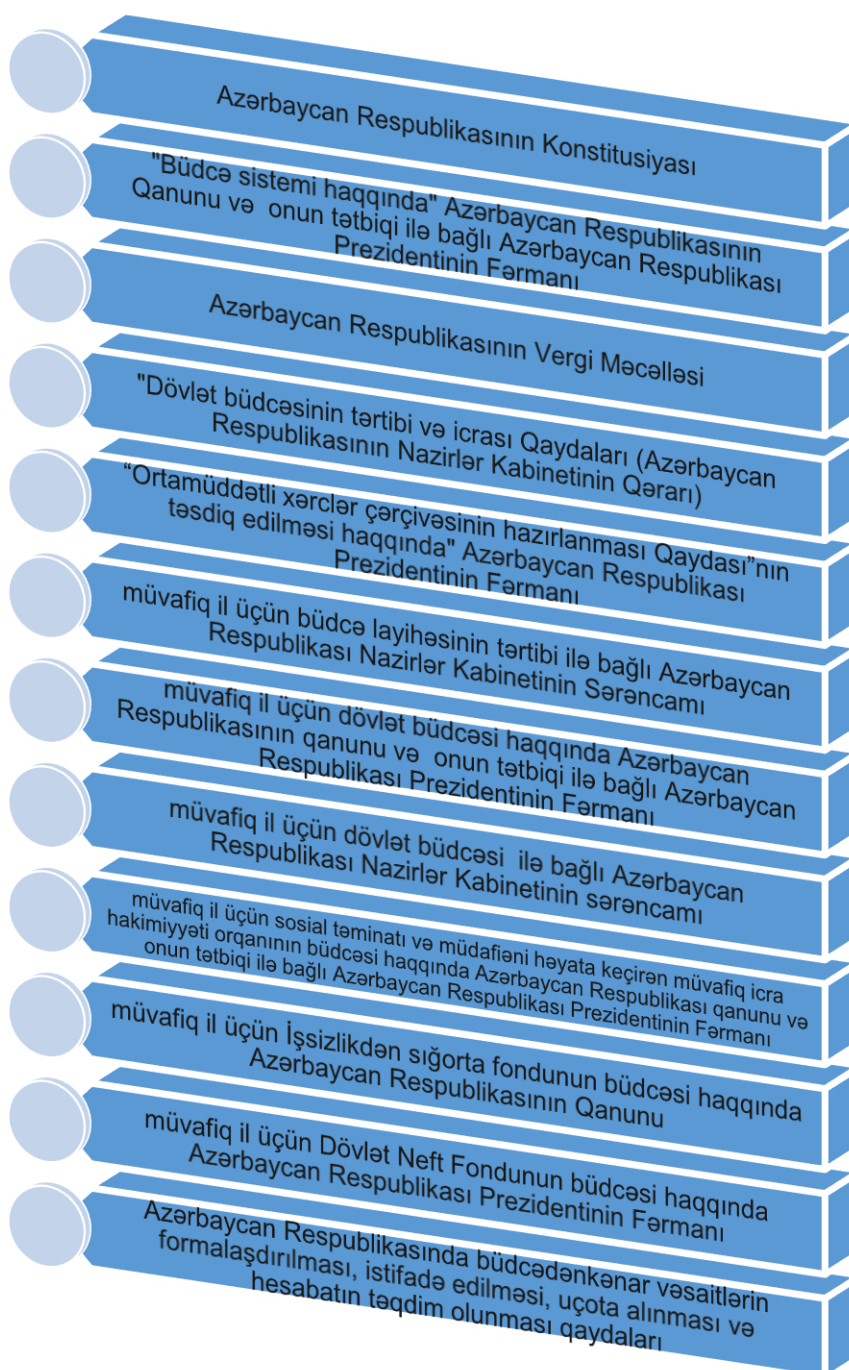 Azərbaycan Respublikasının Konstitusiyası
"Büdcə sistemi haqqında" Azərbaycan Respublikasının
Qanunu və onun tətbiqi ilə bağlı Azərbaycan Respublikası
Prezidentinin Fərmanı
Azərbaycan Respublikasının Vergi Məcəlləsi
"Dövlət büdcəsinin tərtibi və icrası Qaydaları (Azərbaycan
Respublikasının Nazirlər Kabinetinin Qərarı)
“Ortamüddətli xərclər çərçivəsinin hazırlanması Qaydası”nın
təsdiq edilməsi haqqında" Azərbaycan Respublikası
Prezidentinin Fərmanı
müvafiq il üçün büdcə layihəsinin tərtibi ilə bağlı Azərbaycan
Respublikası Nazirlər Kabinetinin Sərəncamı
müvafiq il üçün dövlət büdcəsi haqqında Azərbaycan
Respublikasının qanunu və onun tətbiqi ilə bağlı Azərbaycan
Respublikası Prezidentinin Fərmanı
müvafiq il üçün dövlət büdcəsi ilə bağlı Azərbaycan
Respublikası Nazirlər Kabinetinin sərəncamı
müvafiq il üçün sosial təminatı və müdafiəni həyata keçirən müvafiq icra
hakimiyyəti orqanının büdcəsi haqqında Azərbaycan Respublikası qanunu və
onun tətbiqi ilə bağlı Azərbaycan Respublikası Prezidentinin Fərmanı
müvafiq il üçün İşsizlikdən sığorta fondunun büdcəsi haqqında
Azərbaycan Respublikasının Qanunu
müvafiq il üçün Dövlət Neft Fondunun büdcəsi haqqında
Azərbaycan Respublikası Prezidentinin Fərmanı
Azərbaycan Respublikasında büdcədənkənar vəsaitlərin
formalaşdırılması, istifadə edilməsi, uçota alınması və
hesabatın təqdim olunması qaydaları